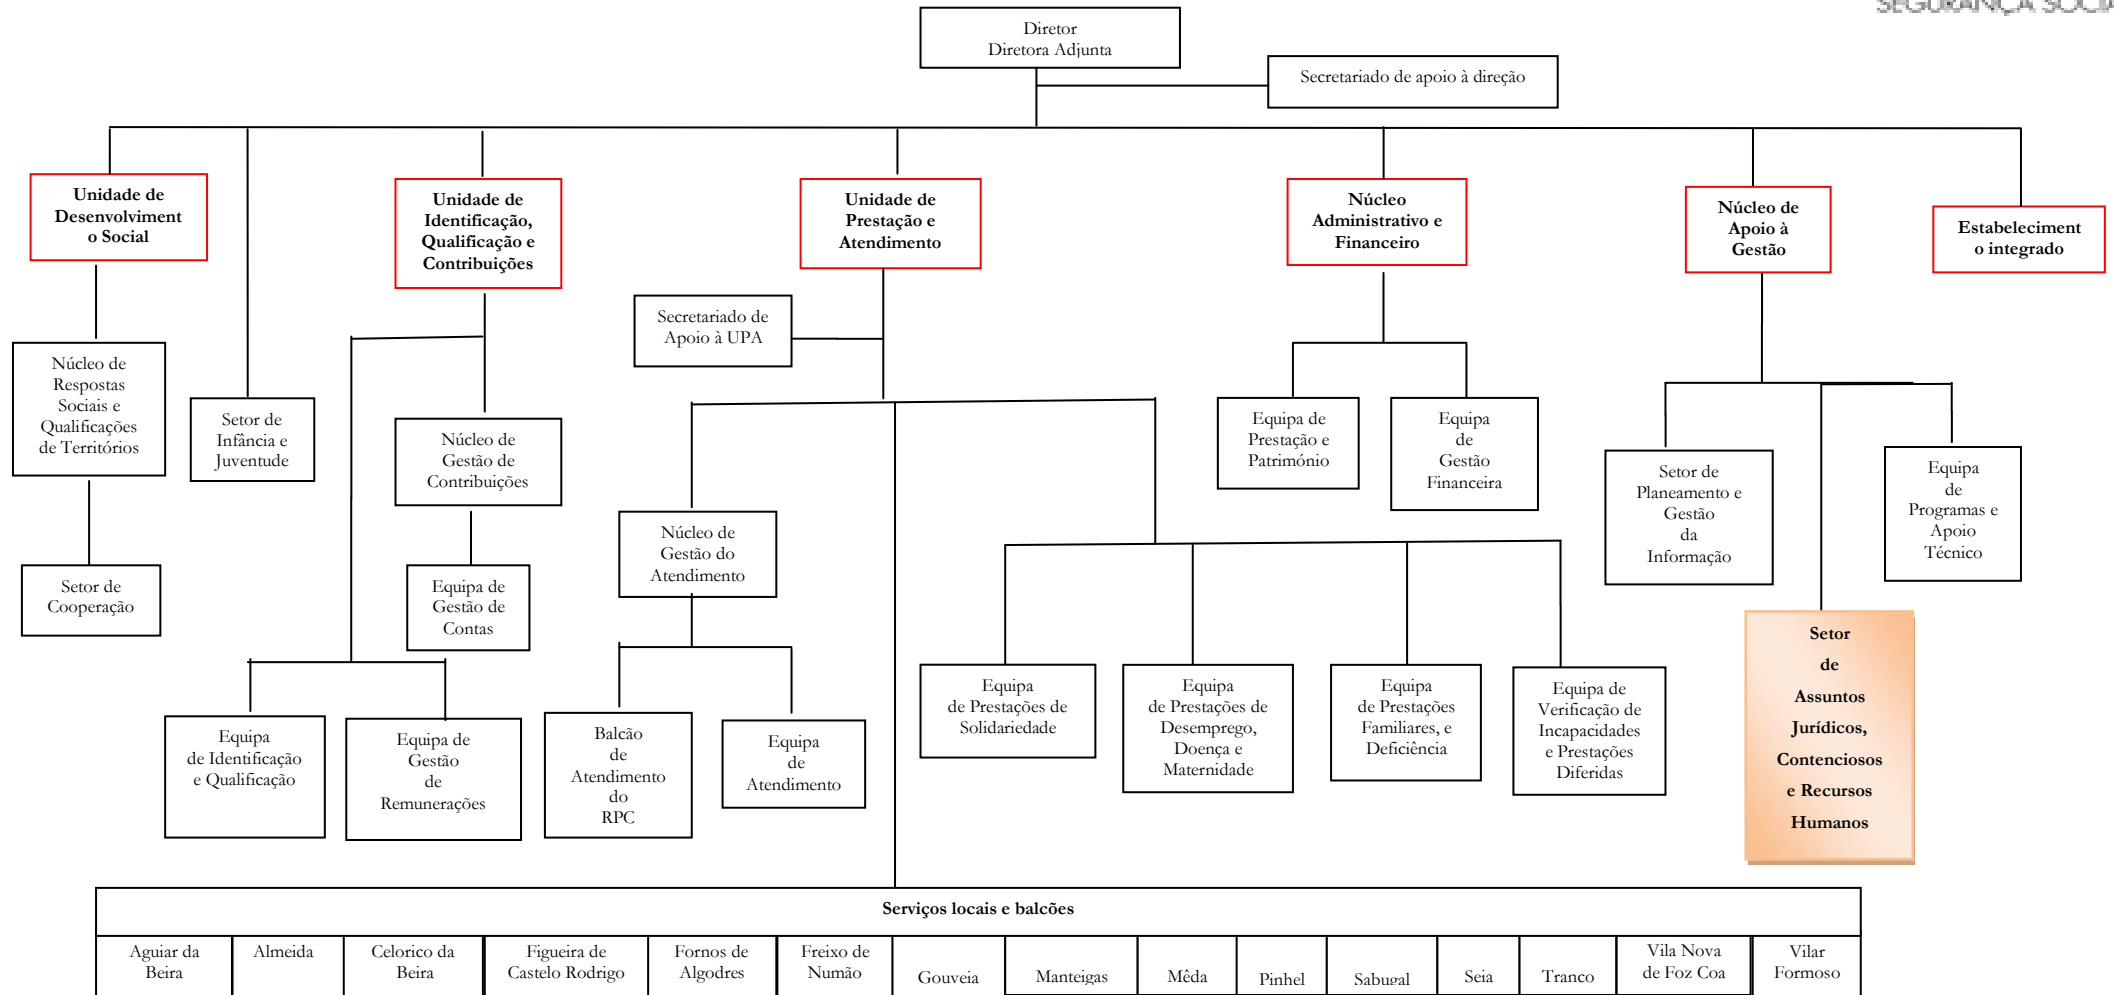 SEGURANÇA SOCIA
Diretor
Diretora Adjunta
Secretariado de apoio à direção
Unidade de
Desenvolviment
o Social
Unidade de
Identificação,
Qualificação e
Contribuições
Unidade de
Prestação e
Atendimento
Núcleo
Administrativo e
Financeiro
Núcleo de
Apoio à
Gestão
Estabeleciment
o integrado
Secretariado de
Apoio à UPA
Núcleo de
Respostas
Sociais e
Qualificações
de Territórios
Setor de
Infância e
Juventude
Núcleo de
Gestão de
Contribuições
Equipa de
Prestação e
Património
Equipa
de
Gestão
Financeira
Setor de
Planeamento e
Gestão
da
Informação
Equipa
de
Programas e
Apoio
Técnico
Núcleo de
Gestão do
Atendimento
Setor de
Cooperação
Equipa de
Gestão de
Contas
Setor
de
Assuntos
Jurídicos,
Contenciosos
e Recursos
Humanos
Equipa
de Prestações de
Solidariedade
Equipa
de Prestações de
Desemprego,
Doença e
Maternidade
Equipa
de Prestações
Familiares, e
Deficiência
Equipa de
Verificação de
Incapacidades
e Prestações
Diferidas
Equipa
de Identificação
e Qualificação
Equipa de
Gestão
de
Remunerações
Balcão
de
Atendimento
do
RPC
Equipa
de
Atendimento
Serviços locais e balcões
Aguiar da
Beira
Almeida
Celorico da
Beira
Figueira de
Castelo Rodrigo
Fornos de
Algodres
Freixo de
Numão
Gouveia
Manteigas
Mêda
Pinhel
Sabugal
Seia
Tranco
Vila Nova
de Foz Coa
Vilar
Formoso